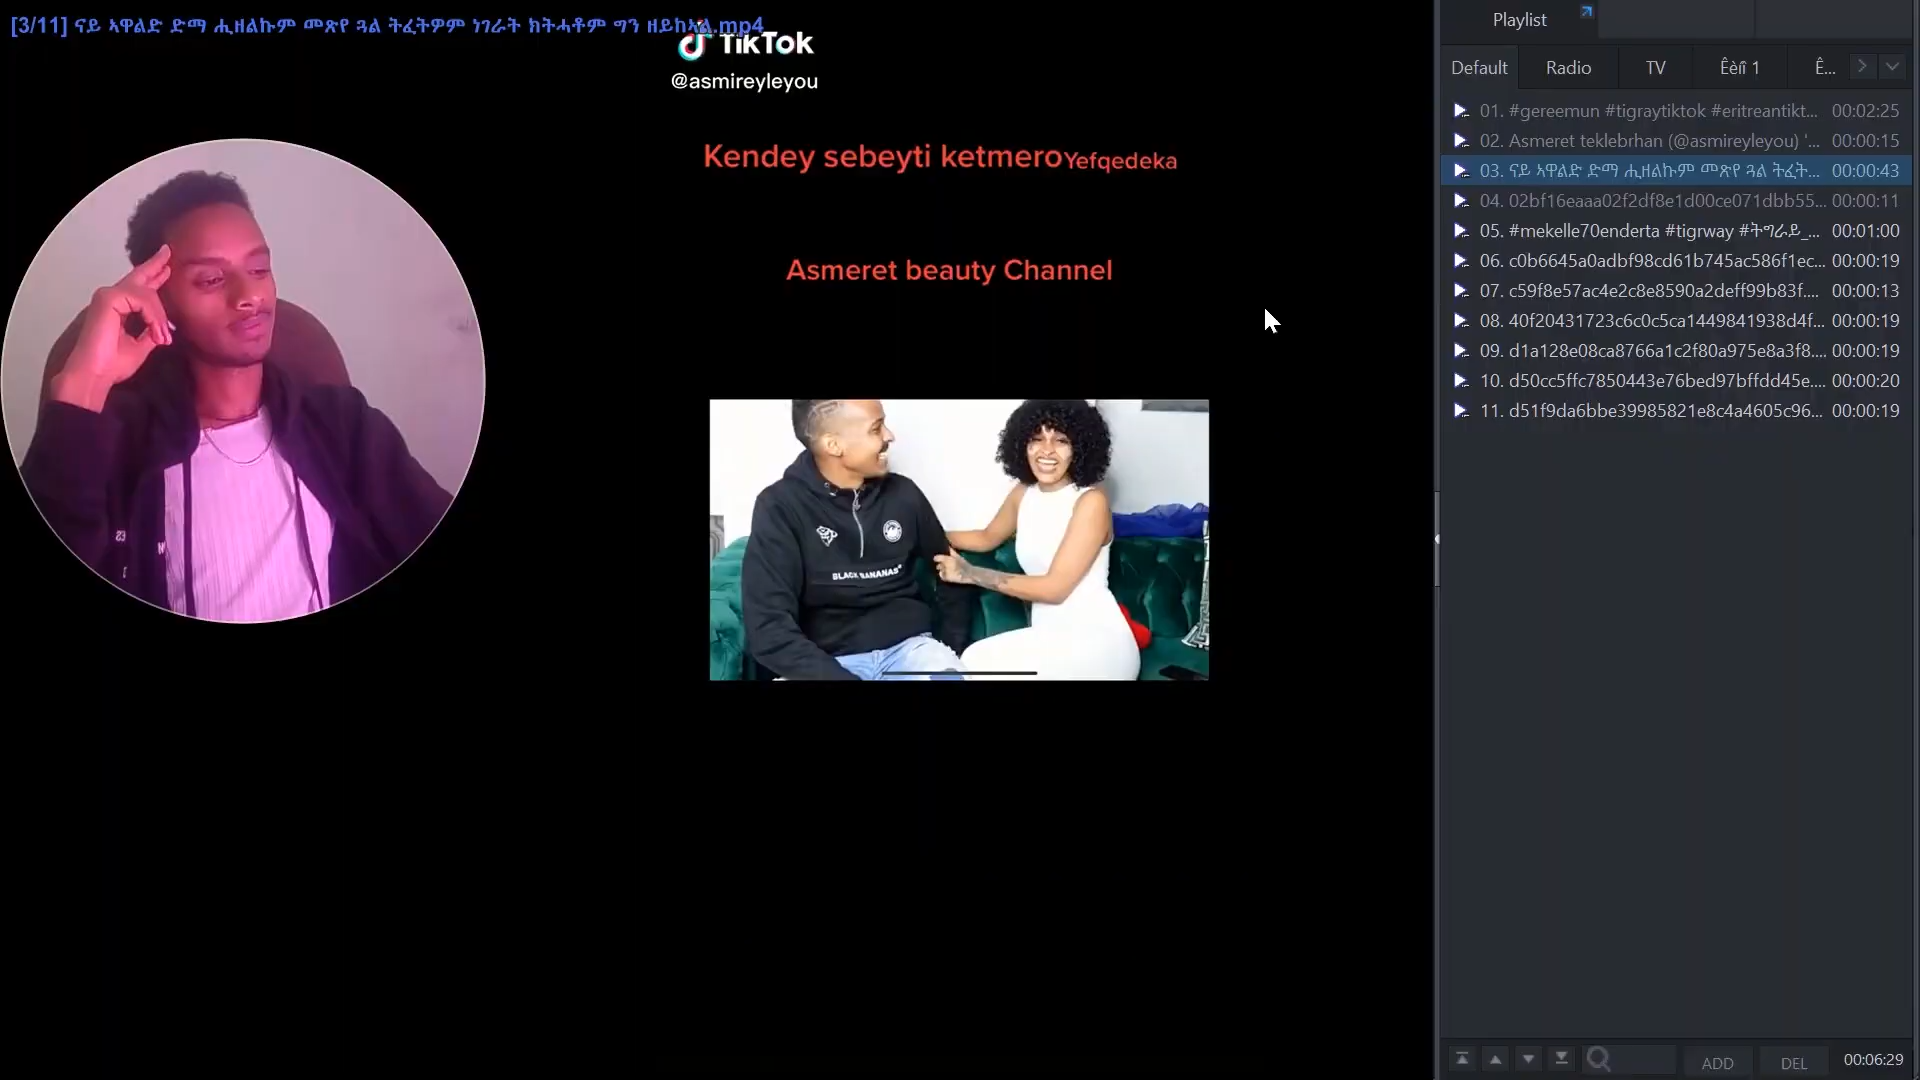 [3/11] ናይ ኣዋልድ ድማ ሒዘልኩም መጽየ ጓል ትፈትዎም ነገራት ክትሓቶም ግን ዘይከኣል.mp4
TikTok
@asmireyleyou
Kendey sebeyti ketmero Yefqedeka
Asmeret beauty Channel
BLACK BANANAS
Playlist
Default
Radio
TV
Êèíî 1
Ê...
01. #gereemun #tigraytiktok #eritreantikt... 00:02:25
02. Asmeret teklebrhan (@asmireyleyou) '... 00:00:15
03. ናይ ኣዋልድ ድማ ሒዘልኩም መጽየ ጓል ትፈት... 00:00:43
04. 02bf16eaaa02f2df8e1d00ce071dbb55... 00:00:11
05. #mekelle70enderta #tigrway #ትግራይ_... 00:01:00
06. c0b6645a0adbf98cd61b745ac586f1ec... 00:00:19
07. c59f8e57ac4e2c8e8590a2deff99b83f.... 00:00:13
08. 40f20431723c6c0c5ca1449841938d4f... 00:00:19
09. d1a128e08ca8766a1c2f80a975e8a3f8.... 00:00:19
10. d50cc5ffc7850443e76bed97bffdd45e.... 00:00:20
11. d51f9da6bbe39985821e8c4a4605c96... 00:00:19
ADD
DEL
00:06:29